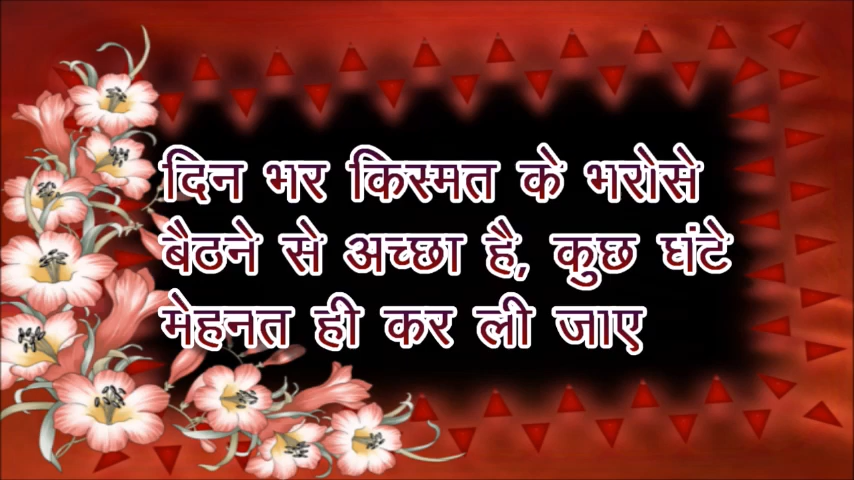 दिन भर किस्मत के भरोसे
बैठने से अच्छा है, कुछ घंटे
मेहनत ही कर ली जाए